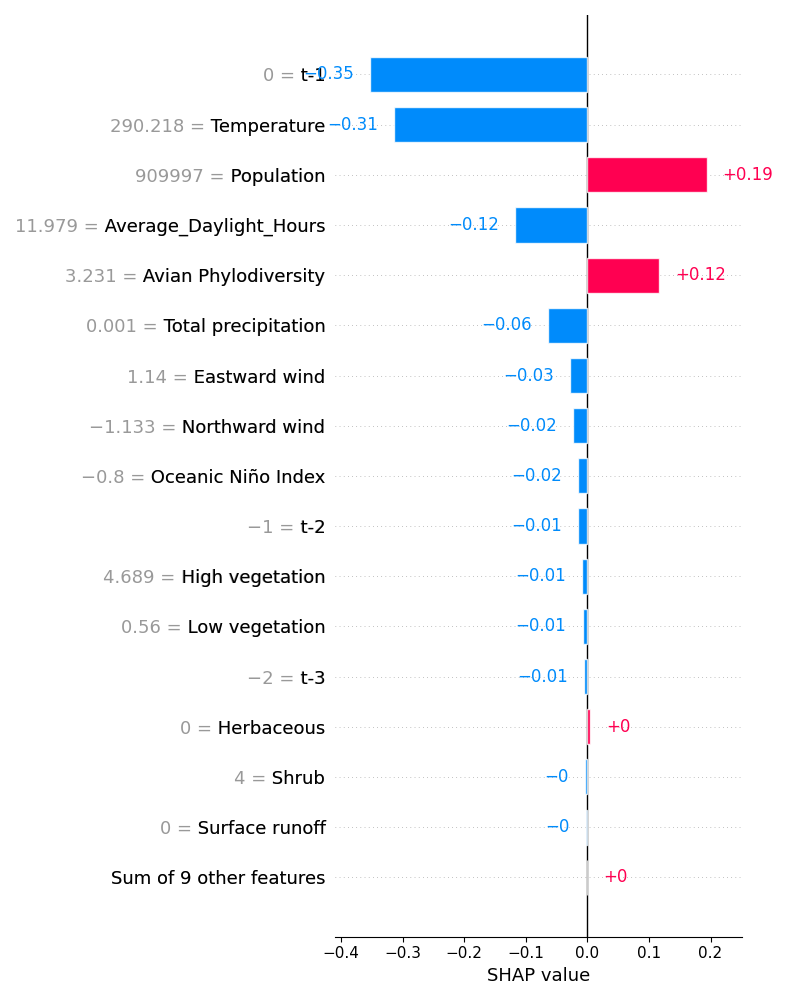 0 = t-1 −0.35
290.218 = Temperature −0.31
909997 = Population +0.19
11.979 = Average_Daylight_Hours −0.12
3.231 = Avian Phylodiversity +0.12
0.001 = Total precipitation −0.06
1.14 = Eastward wind −0.03
−1.133 = Northward wind −0.02
−0.8 = Oceanic Niño Index −0.02
−1 = t-2 −0.01
4.689 = High vegetation −0.01
0.56 = Low vegetation −0.01
−2 = t-3 −0.01
0 = Herbaceous +0
4 = Shrub −0
0 = Surface runoff −0
Sum of 9 other features +0
−0.4 −0.3 −0.2 −0.1 0.0 0.1 0.2
SHAP value